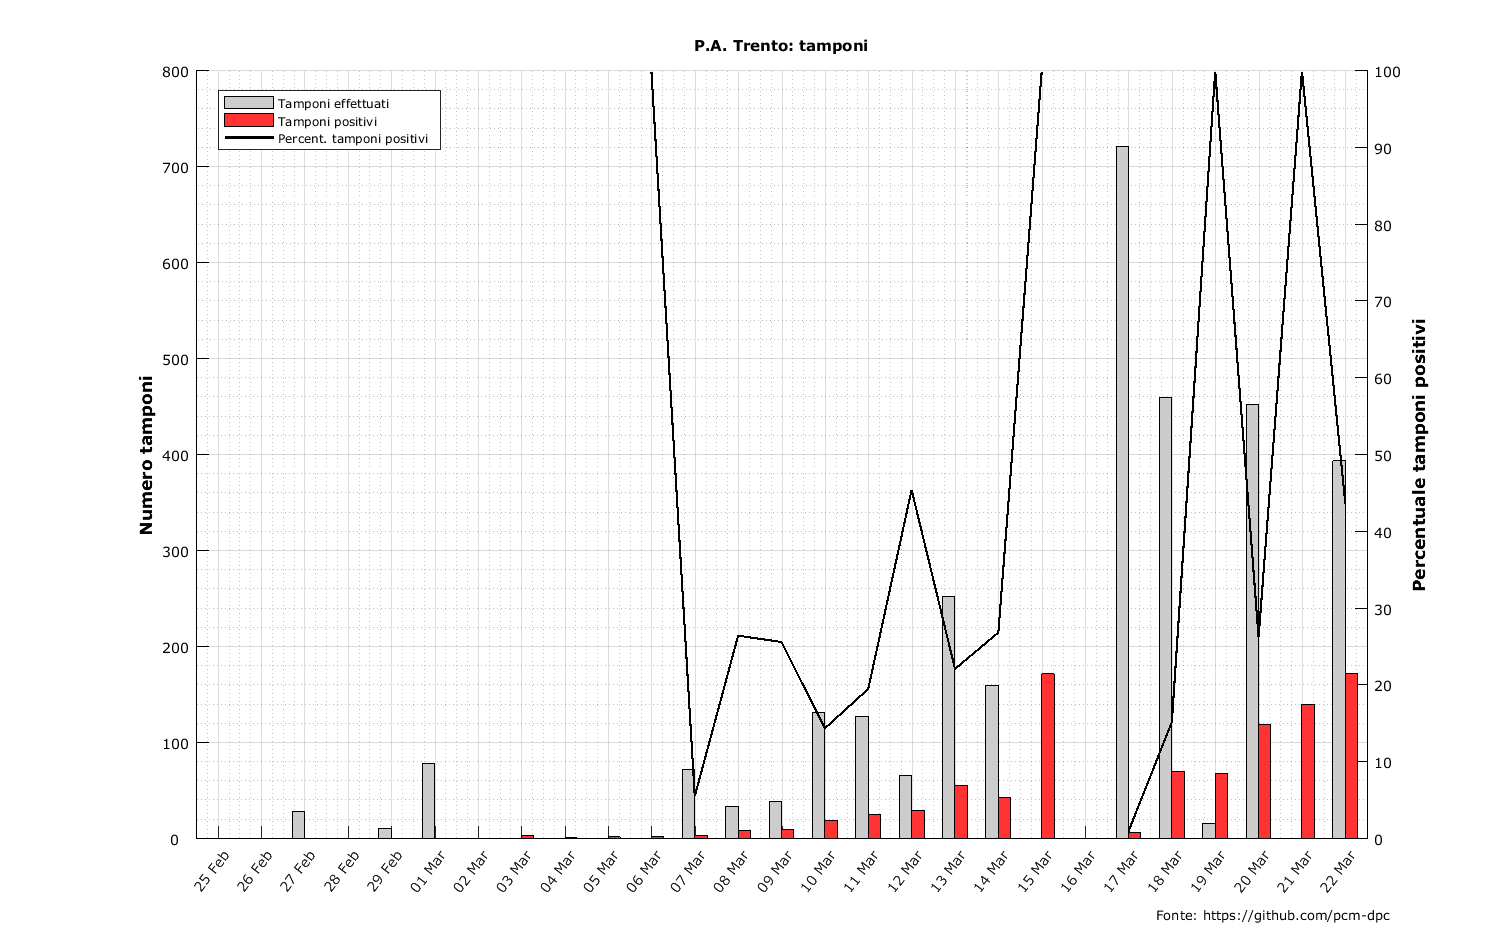 P.A. Trento: tamponi
Tamponi effettuati
Tamponi positivi
Percent. tamponi positivi
Numero tamponi
800
700
600
500
400
300
200
100
0
100
90
80
70
60
50
40
30
20
10
0
Percentuale tamponi positivi
25 Feb
26 Feb
27 Feb
28 Feb
29 Feb
01 Mar
02 Mar
03 Mar
04 Mar
05 Mar
06 Mar
07 Mar
08 Mar
09 Mar
10 Mar
11 Mar
12 Mar
13 Mar
14 Mar
15 Mar
16 Mar
17 Mar
18 Mar
19 Mar
20 Mar
21 Mar
22 Mar
Fonte: https://github.com/pcm-dpc